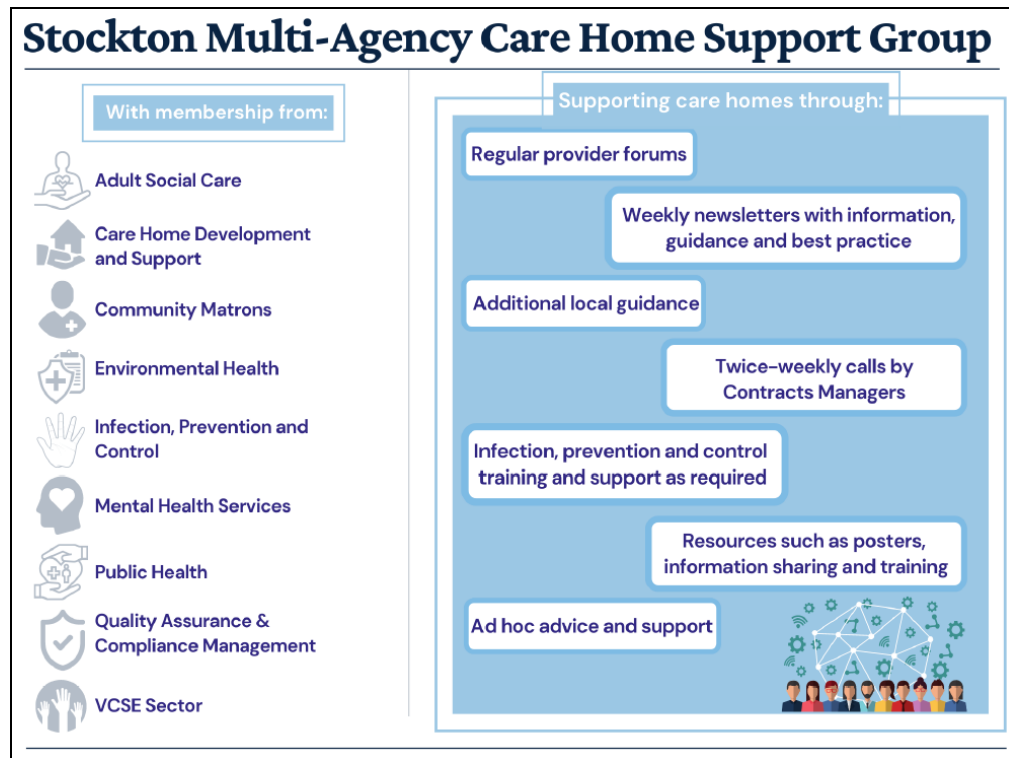 Stockton Multi-Agency Care Home Support Group
With membership from:
Adult Social Care
Care Home Development
and Support
Community Matrons
Environmental Health
Infection, Prevention and
Control
Mental Health Services
Public Health
Quality Assurance &
Compliance Management
VCSE Sector
Supporting care homes through:
Regular provider forums
Weekly newsletters with information,
guidance and best practice
Additional local guidance
Twice-weekly calls by
Contracts Managers
Infection, prevention and control
training and support as required
Resources such as posters,
information sharing and training
Ad hoc advice and support